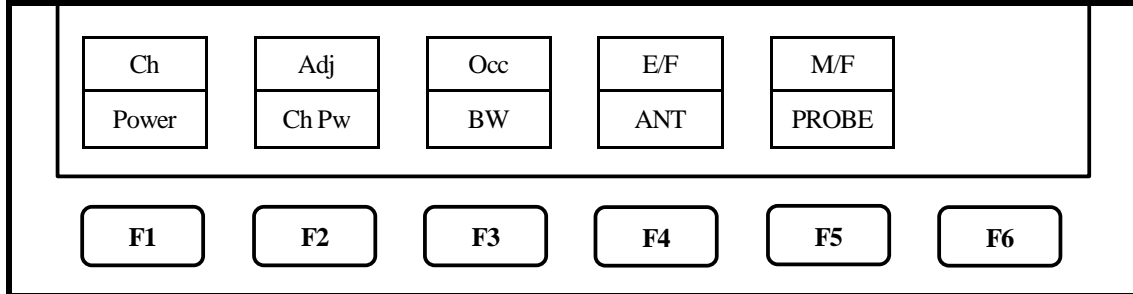 Ch Adj Occ E/F M/F
Power Ch Pw BW ANT PROBE
F1 F2 F3 F4 F5 F6